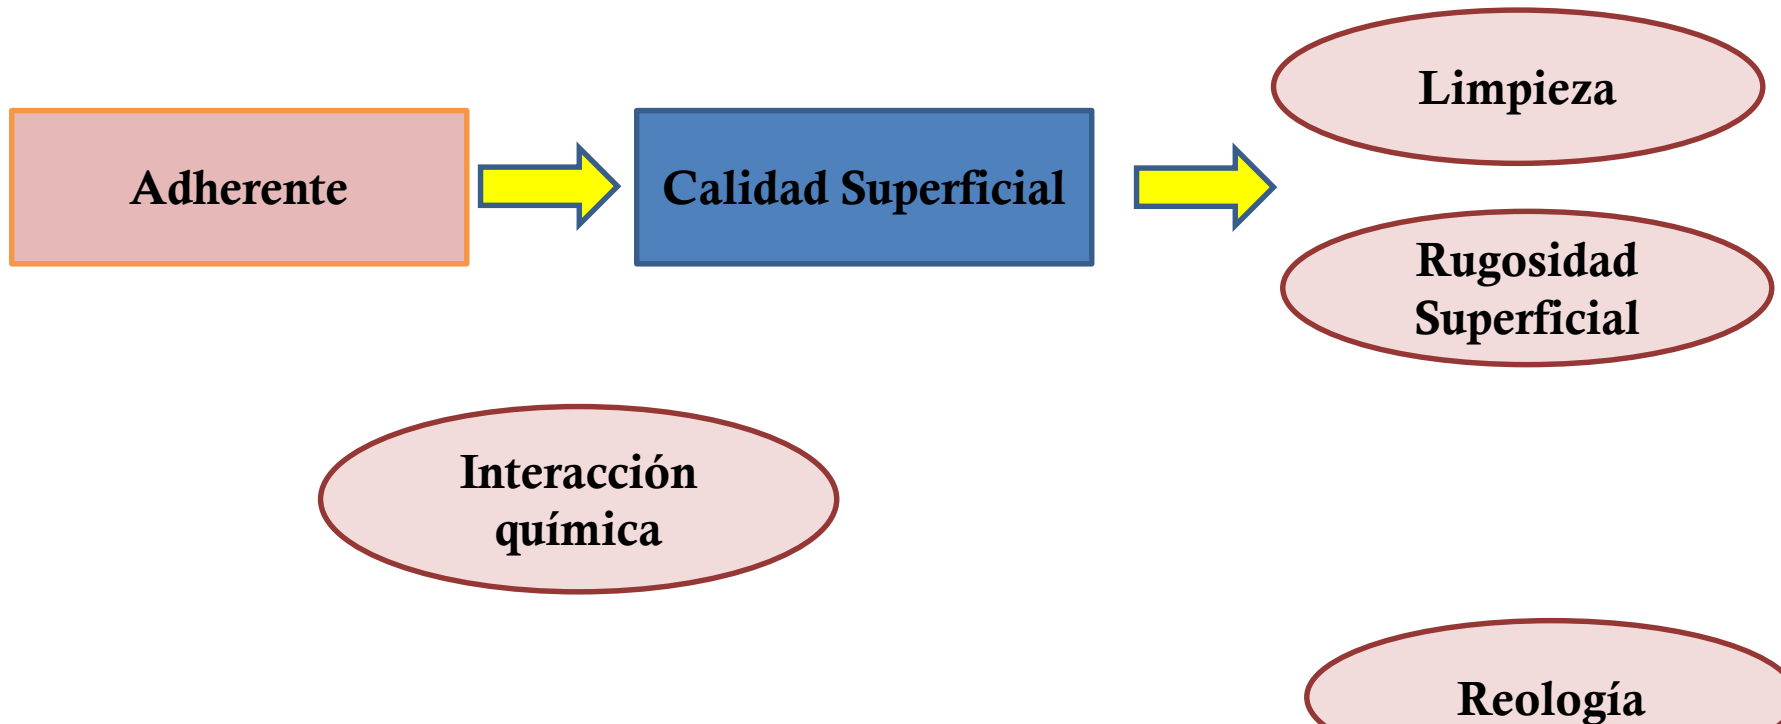 Limpieza
Adherente
Calidad Superficial
Rugosidad
Superficial
Interacción
química
Reología